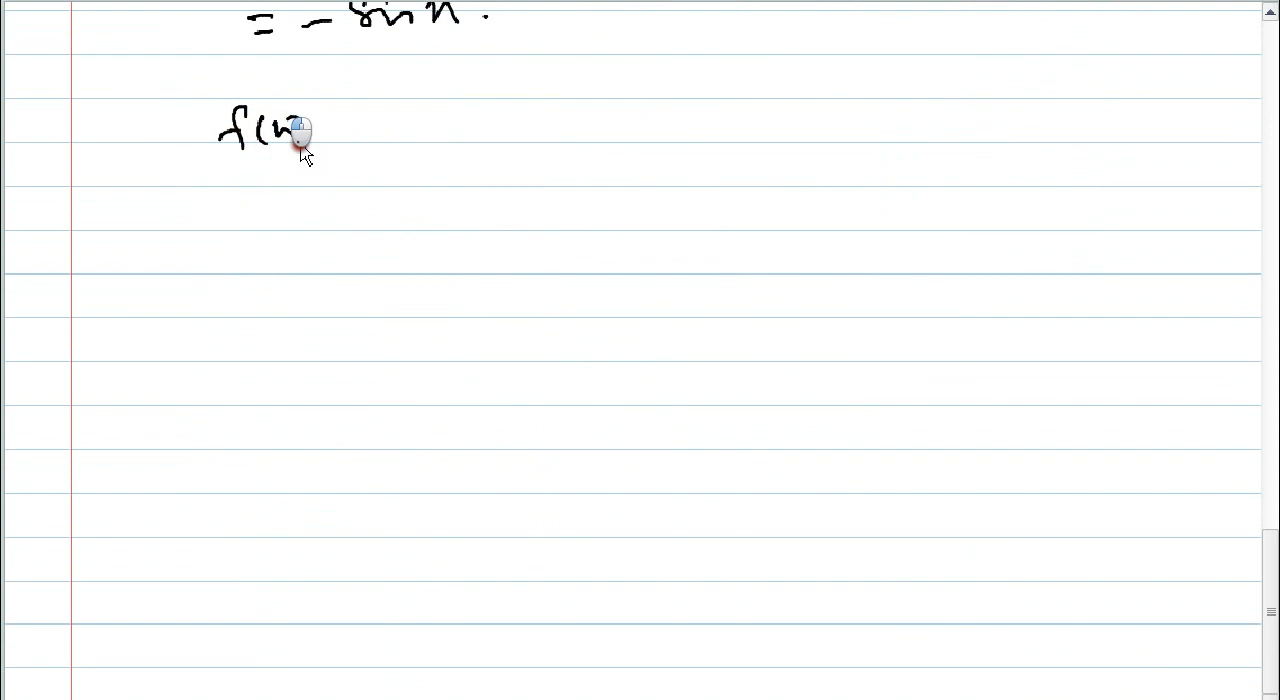 = - sin x .
f(x